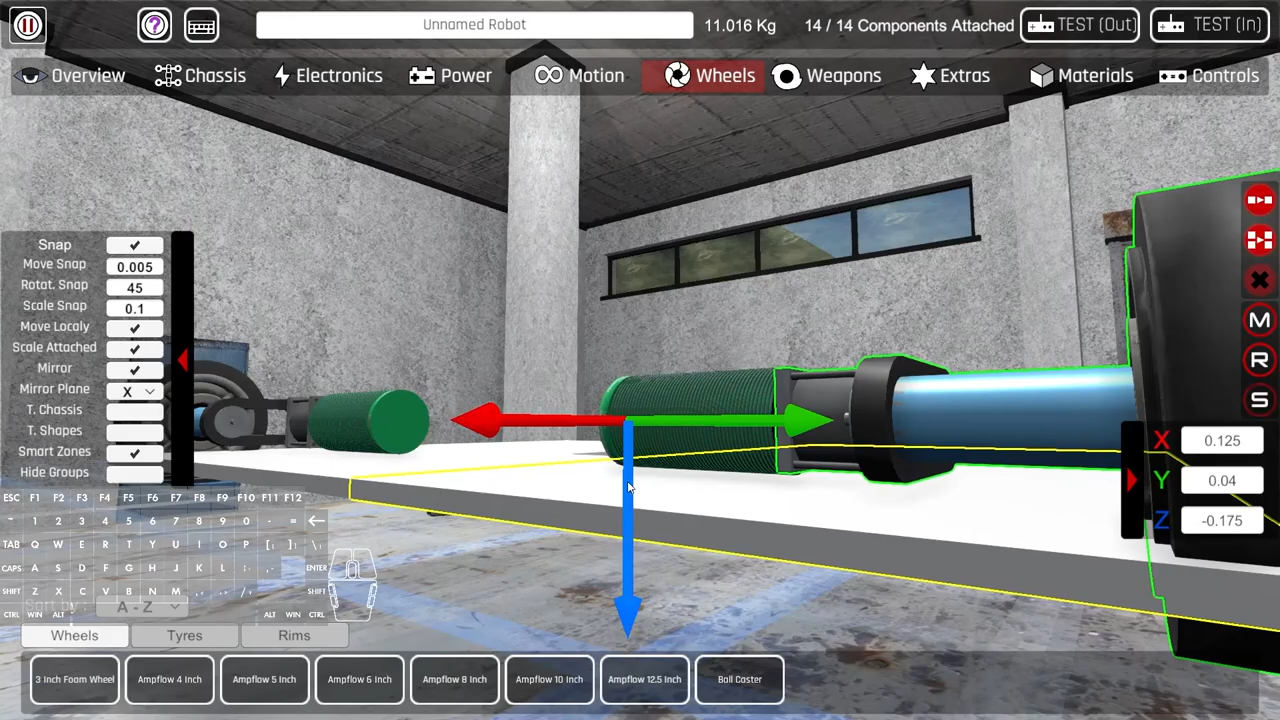 Unnamed Robot
11.016 Kg
14 / 14 Components Attached
TEST (Out)
TEST (In)
Overview
Chassis
Electronics
Power
Motion
Wheels
Weapons
Extras
Materials
Controls
Snap
Move Snap 0.005
Rotat. Snap 45
Scale Snap 0.1
Move Localy
Scale Attached
Mirror
Mirror Plane X
T. Chassis
T. Shapes
Smart Zones
Hide Groups
M
R
S
X 0.125
Y 0.04
Z -0.175
ESC F1 F2 F3 F4 F5 F6 F7 F8 F9 F10 F11 F12
1 2 3 4 5 6 7 8 9 0 - =
TAB Q W E R T Y U I O P [ ] \
CAPS A S D F G H J K L ENTER
SHIFT Z X C V B N M SHIFT
CTRL WIN ALT ALT WIN CTRL
Sort by : A - Z
Wheels Tyres Rims
3 Inch Foam Wheel
Ampflow 4 Inch
Ampflow 5 Inch
Ampflow 6 Inch
Ampflow 8 Inch
Ampflow 10 Inch
Ampflow 12.5 Inch
Ball Caster